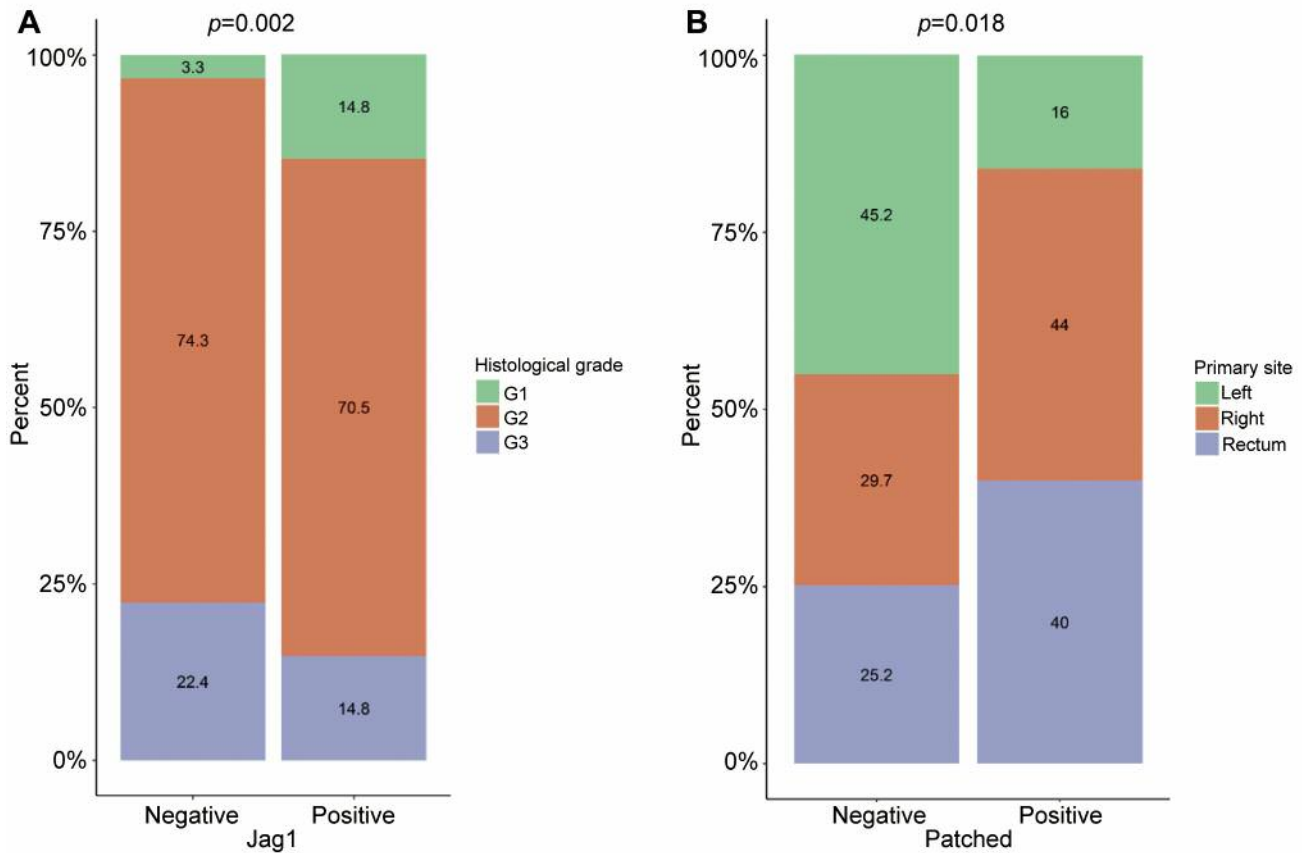 A
p=0.002
100%
75%
50%
25%
0%
Percent
3.3
74.3
22.4
14.8
70.5
14.8
Negative
Positive
Jag1
Histological grade
G1
G2
G3
B
p=0.018
100%
75%
50%
25%
0%
Percent
45.2
29.7
25.2
16
44
40
Negative
Positive
Patched
Primary site
Left
Right
Rectum